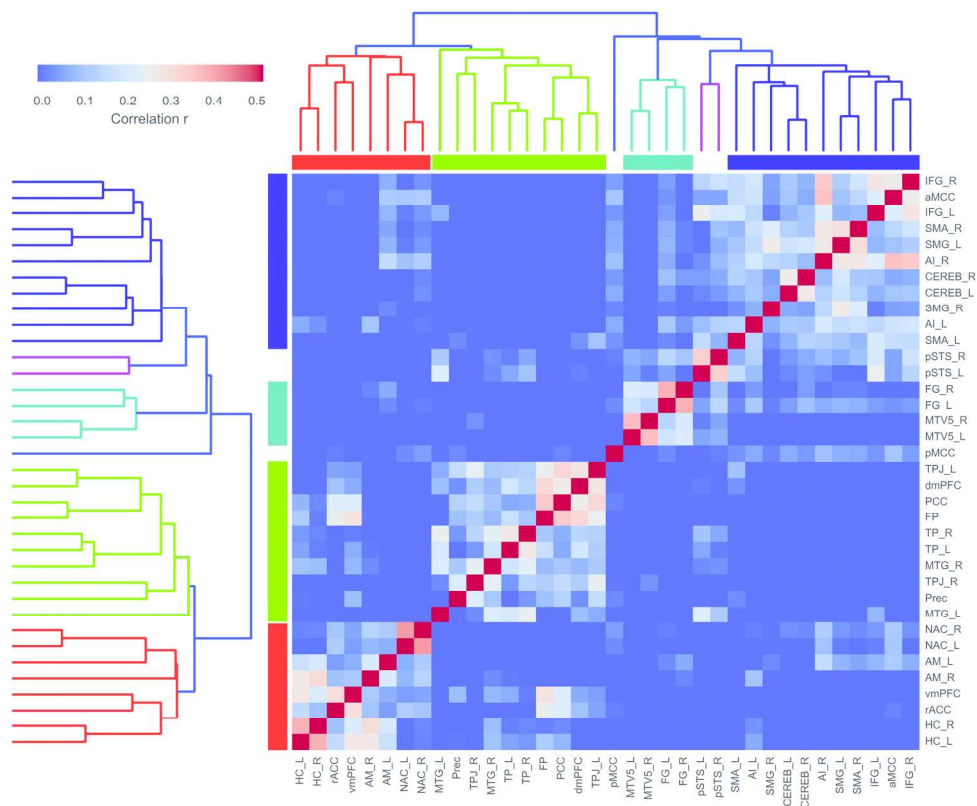 0.0 0.1 0.2 0.3 0.4 0.5
Correlation r
IFG_R
aMCC
IFG_L
SMA_R
SMG_L
AI_R
CEREB_R
CEREB_L
SMG_R
AI_L
SMA_L
pSTS_R
pSTS_L
FG_R
FG_L
MTV5_R
MTV5_L
pMCC
TPJ_L
dmPFC
PCC
FP
TP_R
TP_L
MTG_R
TPJ_R
Prec
MTG_L
NAC_R
NAC_L
AM_L
AM_R
vmPFC
rACC
HC_R
HC_L
HC_L
HC_R
rACC
vmPFC
AM_R
AM_L
NAC_L
NAC_R
MTG_L
Prec
TPJ_R
MTG_R
TP_L
TP_R
FP
PCC
dmPFC
TPJ_L
pMCC
MTV5_L
MTV5_R
FG_L
FG_R
pSTS_L
pSTS_R
SMA_L
AI_L
SMG_R
CEREB_L
CEREB_R
AI_R
SMG_L
SMA_R
IFG_L
aMCC
IFG_R